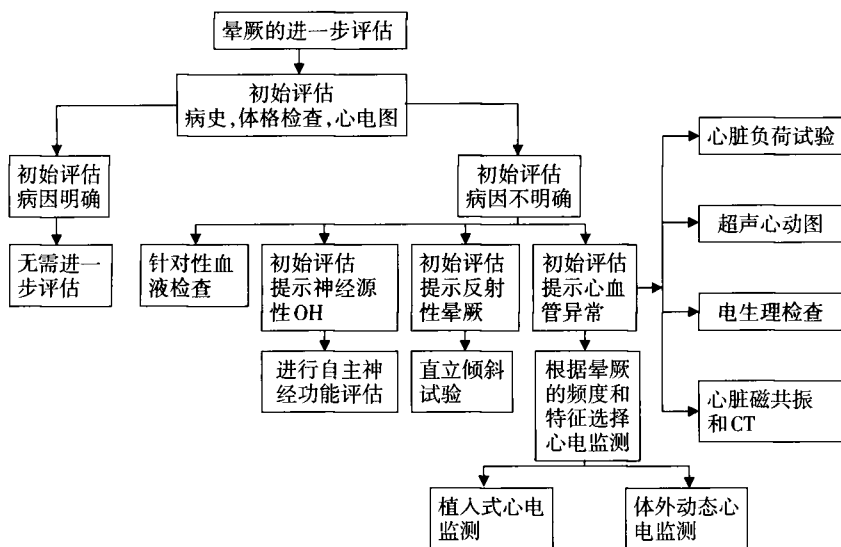 晕厥的进一步评估
初始评估
病史,体格检查,心电图
初始评估
病因明确
初始评估
病因不明确
无需进一
步评估
针对性血
液检查
初始评估
提示神经源
性OH
初始评估
提示反射
性晕厥
初始评估
提示心血
管异常
进行自主神
经功能评估
直立倾斜
试验
根据晕厥
的频度和
特征选择
心电监测
植入式心电
监测
体外动态心
电监测
心脏负荷试验
超声心动图
电生理检查
心脏磁共振
和CT